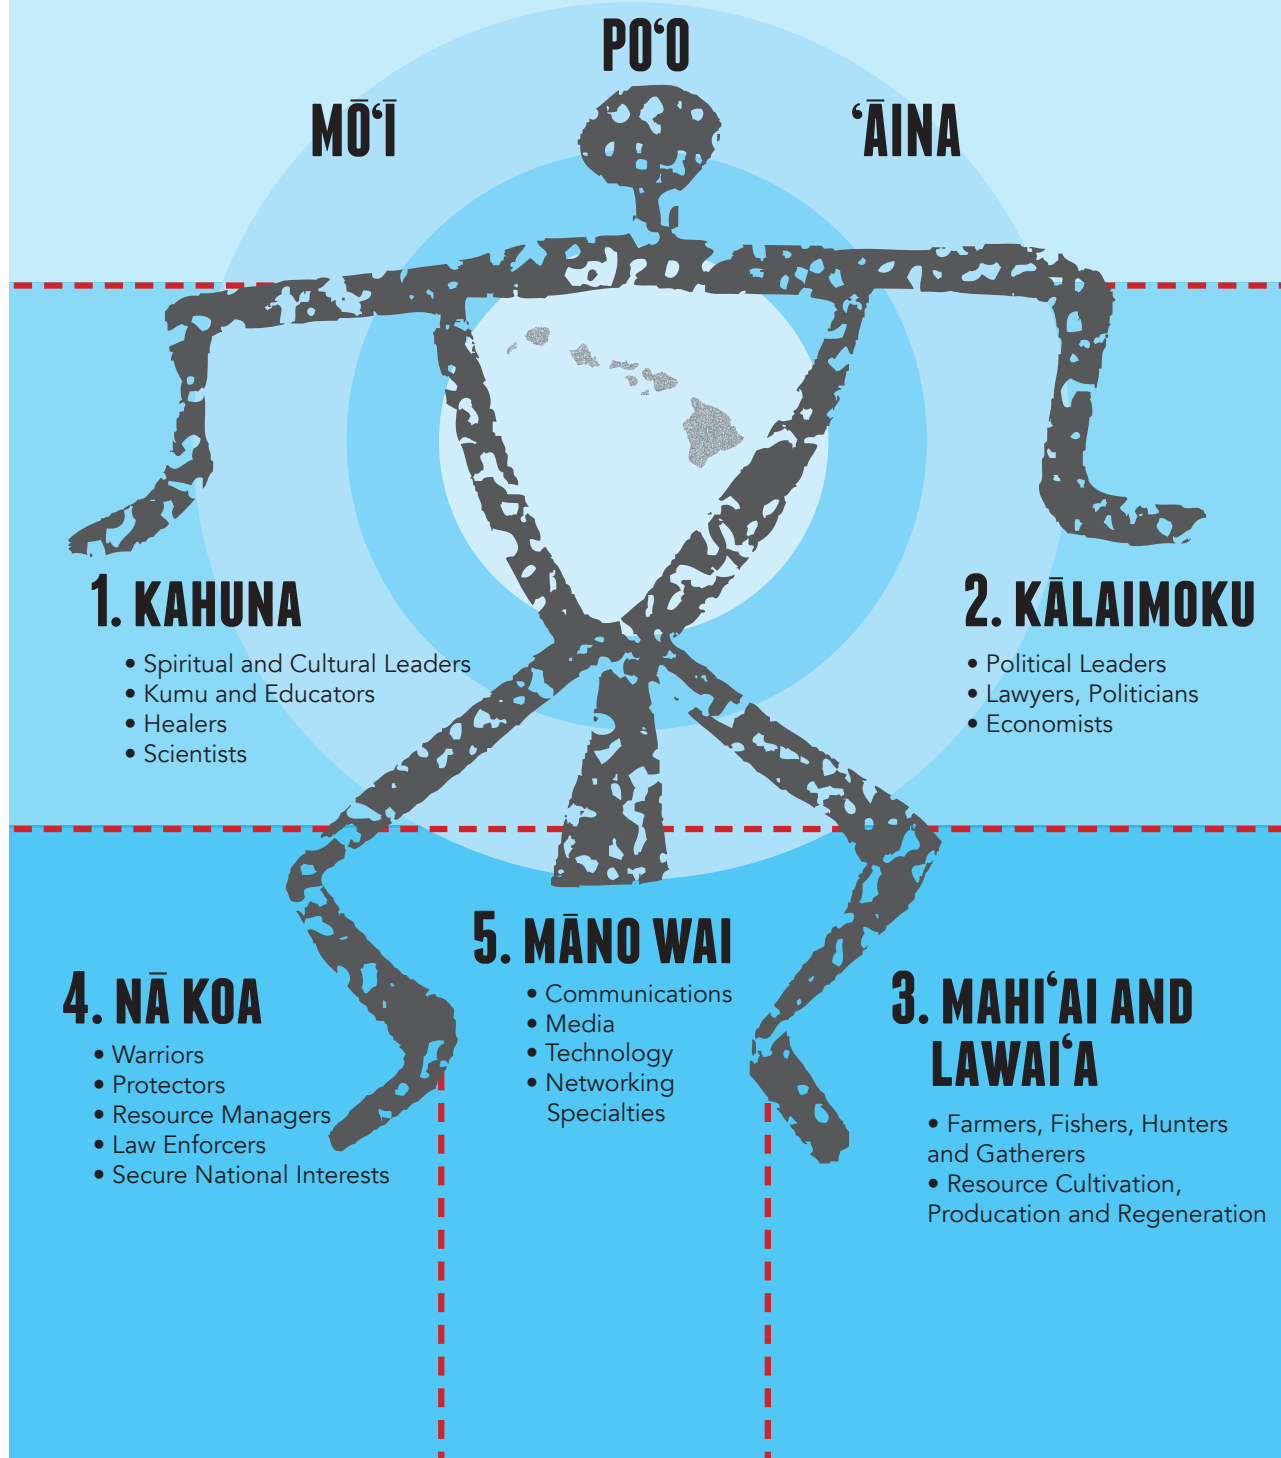 POʻO
MŌʻĪ
ʻĀINA
1. KAHUNA
• Spiritual and Cultural Leaders
• Kumu and Educators
• Healers
• Scientists
2. KĀLAIMOKU
• Political Leaders
• Lawyers, Politicians
• Economists
5. MĀNO WAI
• Communications
• Media
• Technology
• Networking
Specialties
4. NĀ KOA
• Warriors
• Protectors
• Resource Managers
• Law Enforcers
• Secure National Interests
3. MAHIʻAI AND
LAWAIʻA
• Farmers, Fishers, Hunters
and Gatherers
• Resource Cultivation,
Producation and Regeneration